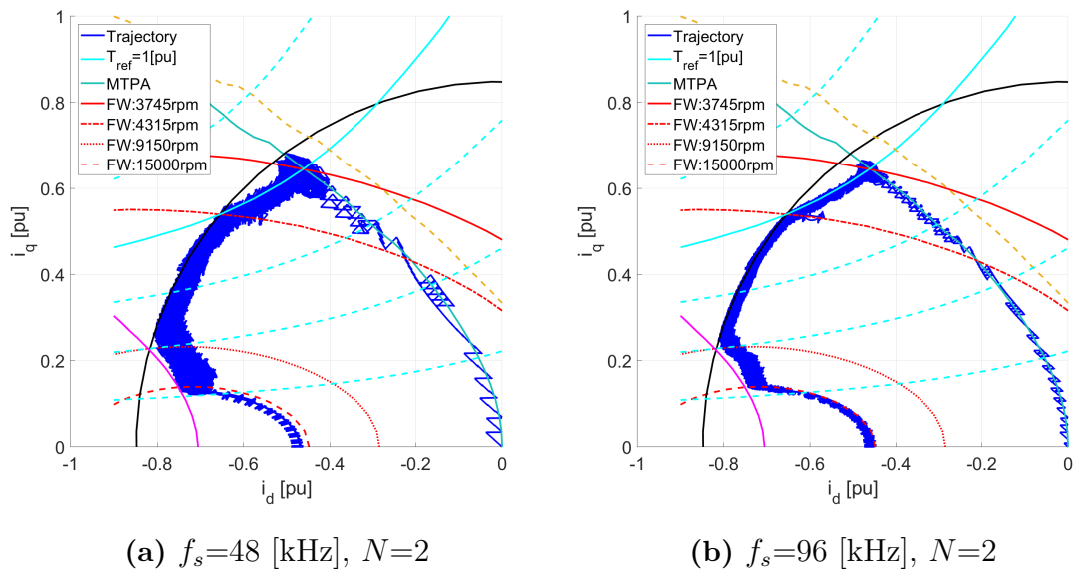 1
0.8
0.6
0.4
0.2
0
i_q [pu]
-1
-0.8
-0.6
-0.4
-0.2
0
i_d [pu]
Trajectory
T_ref=1[pu]
MTPA
FW:3745rpm
FW:4315rpm
FW:9150rpm
FW:15000rpm
(a) f_s=48 [kHz], N=2
1
0.8
0.6
0.4
0.2
0
i_q [pu]
-1
-0.8
-0.6
-0.4
-0.2
0
i_d [pu]
Trajectory
T_ref=1[pu]
MTPA
FW:3745rpm
FW:4315rpm
FW:9150rpm
FW:15000rpm
(b) f_s=96 [kHz], N=2